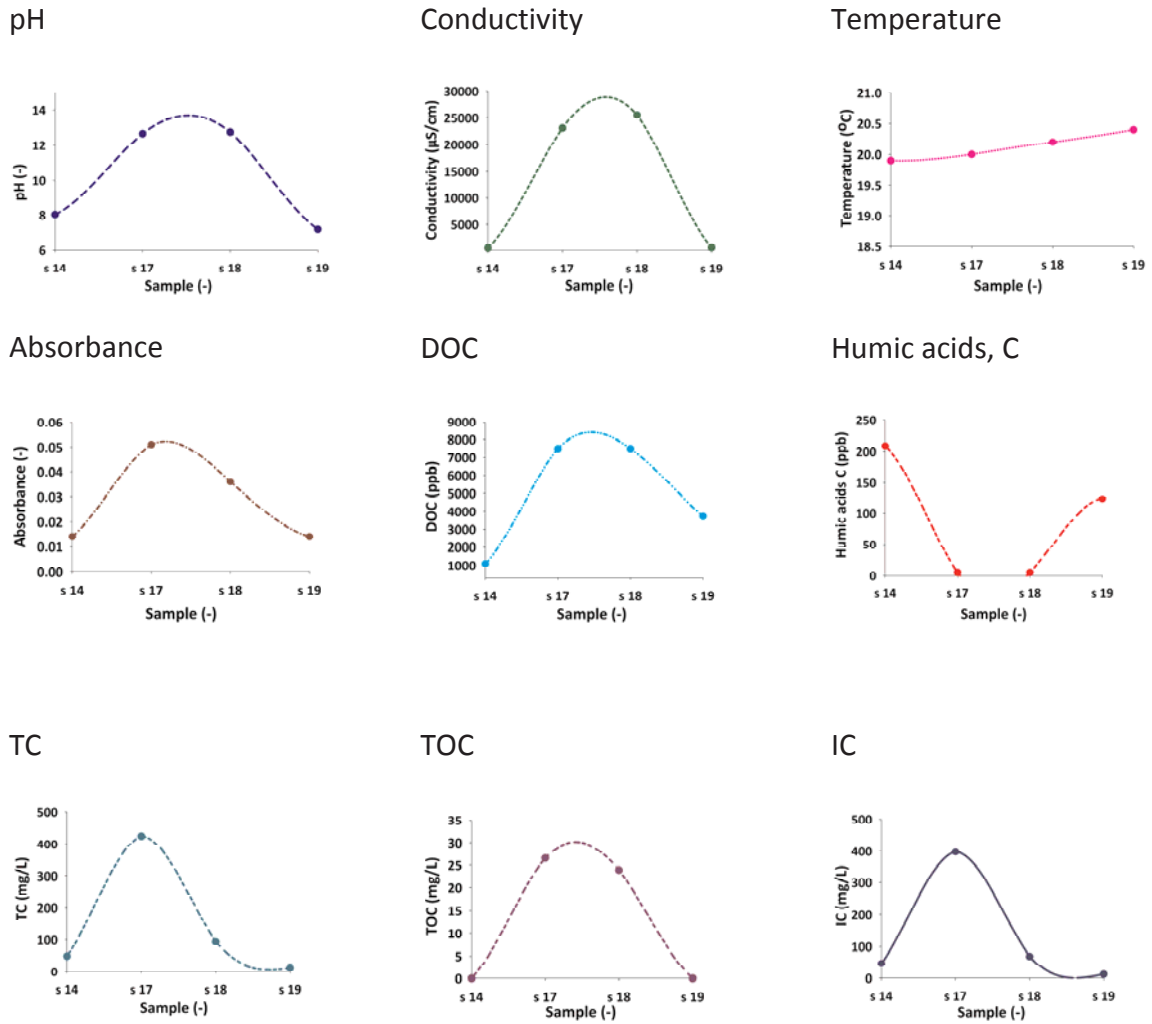 pH
Conductivity
Temperature
14
12
10
8
6
pH (-)
s 14 s 17 s 18 s 19
Sample (-)
30000
25000
20000
15000
10000
5000
Conductivity (µS/cm)
s 14 s 17 s 18 s 19
Sample (-)
21.0
20.5
20.0
19.5
19.0
18.5
Temperature (⁰C)
s 14 s 17 s 18 s 19
Sample (-)
Absorbance
DOC
Humic acids, C
0.06
0.05
0.04
0.03
0.02
0.01
0.00
Absorbance (-)
s 14 s 17 s 18 s 19
Sample (-)
9000
8000
7000
6000
5000
4000
3000
2000
1000
DOC (ppb)
s 14 s 17 s 18 s 19
Sample (-)
250
200
150
100
50
0
Humic acids C (ppb)
s 14 s 17 s 18 s 19
Sample (-)
TC
TOC
IC
500
400
300
200
100
0
TC (mg/L)
s 14 s 17 s 18 s 19
Sample (-)
35
30
25
20
15
10
5
0
TOC (mg/L)
s 14 s 17 s 18 s 19
Sample (-)
500
400
300
200
100
0
IC (mg/L)
s 14 s 17 s 18 s 19
Sample (-)